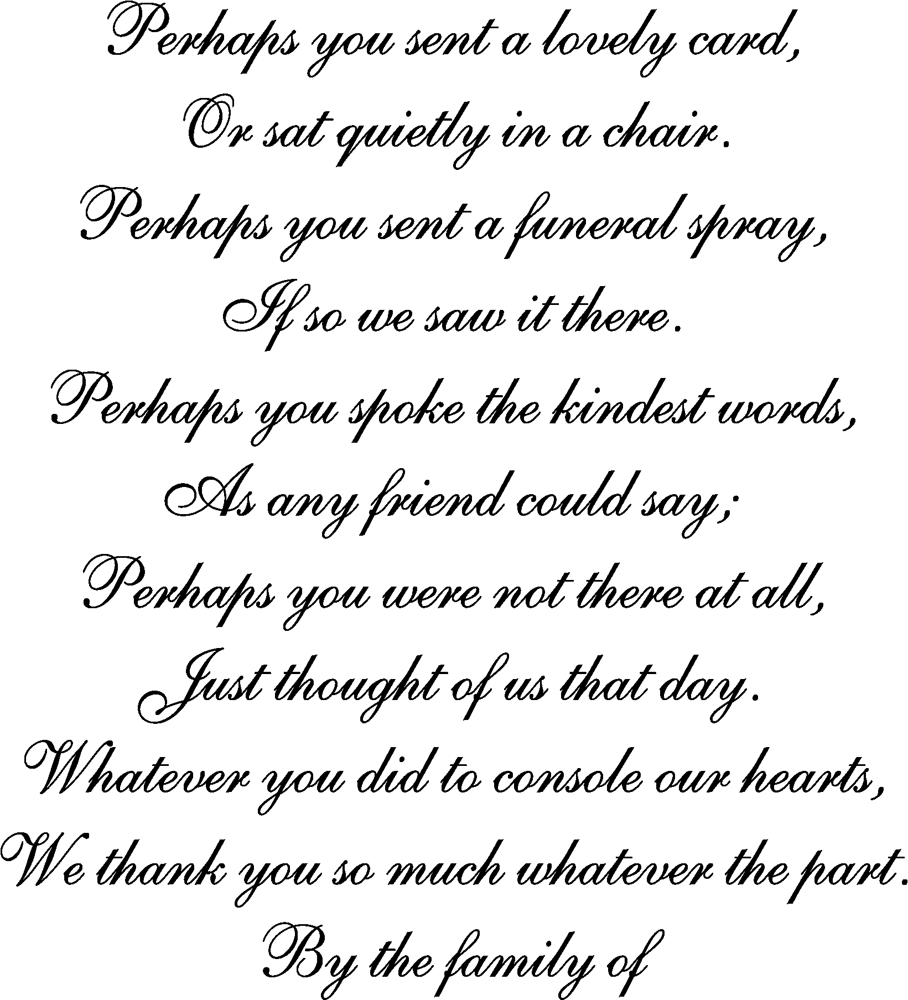 Perhaps you sent a lovely card,
Or sat quietly in a chair.
Perhaps you sent a funeral spray,
If so we saw it there.
Perhaps you spoke the kindest words,
As any friend could say;
Perhaps you were not there at all,
Just thought of us that day.
Whatever you did to console our hearts,
We thank you so much whatever the part.
By the family of